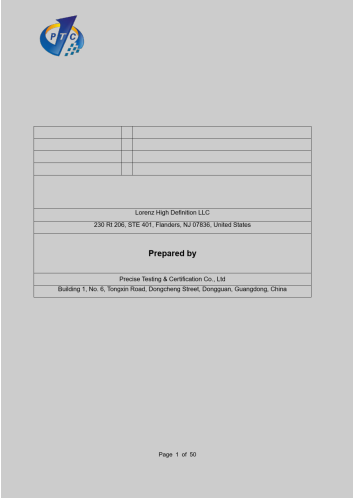 PTC
Lorenz High Definition LLC
230 Rt 206, STE 401, Flanders, NJ 07836, United States
Prepared by
Precise Testing & Certification Co., Ltd
Building 1, No. 6, Tongxin Road, Dongcheng Street, Dongguan, Guangdong, China
Page 1 of 50